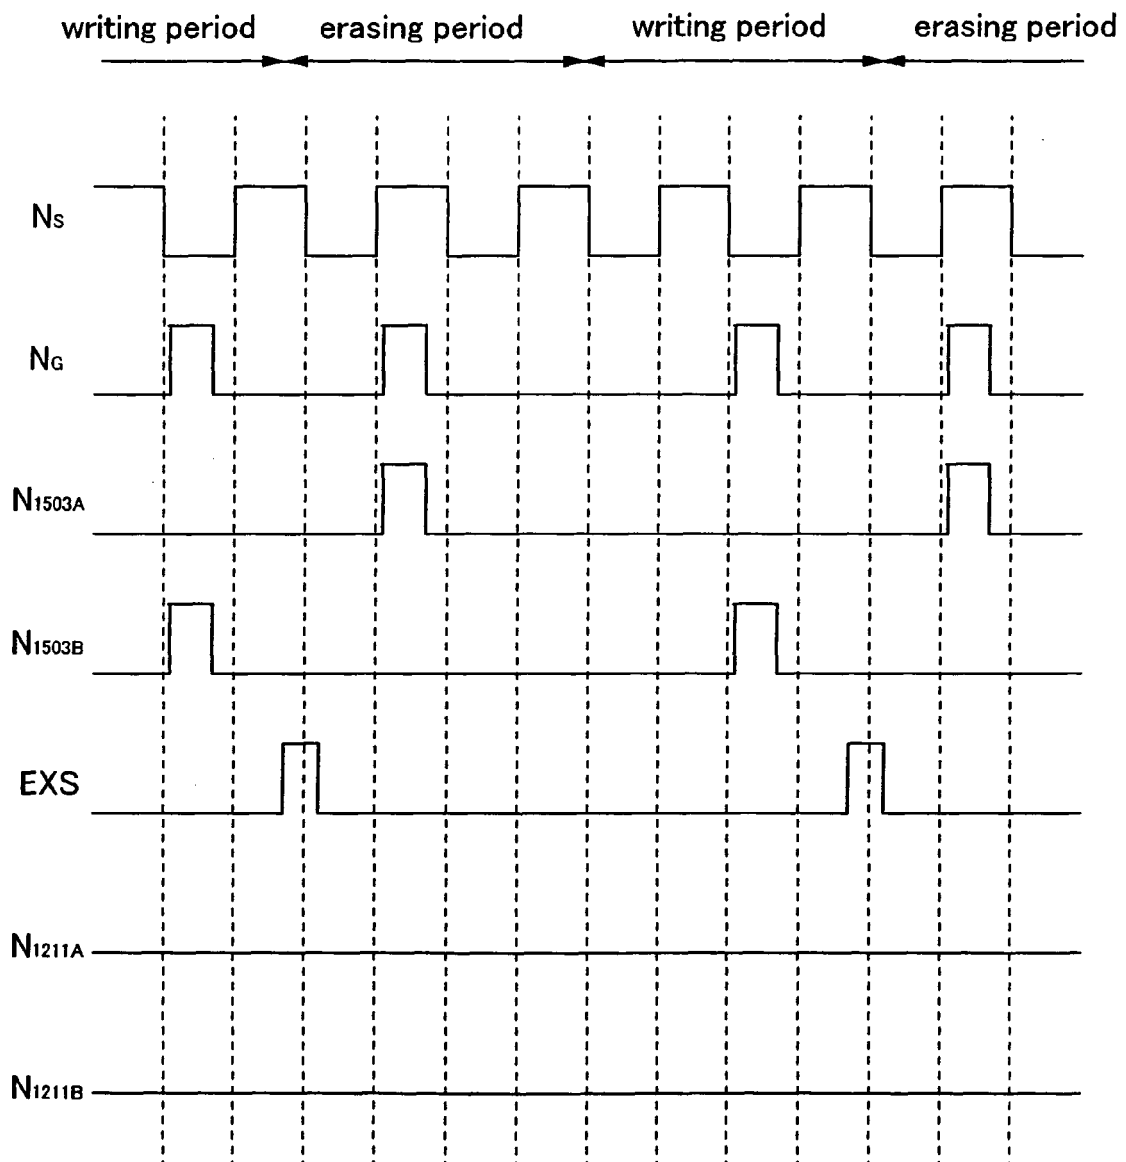 writing period erasing period writing period erasing period
NS
NG
N1503A
N1503B
EXS
N1211A
N1211B